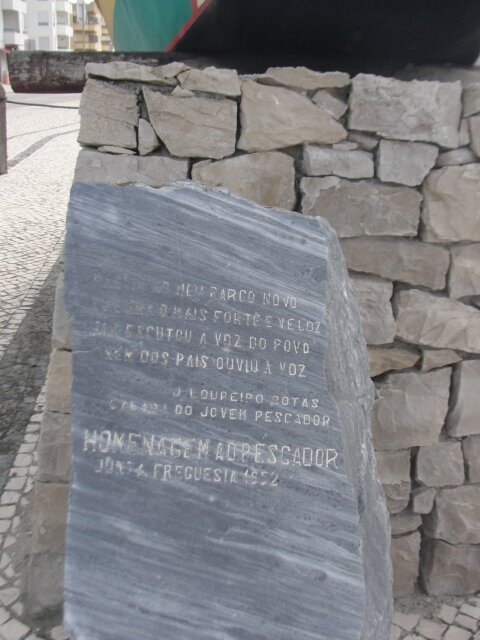 MEU BARCO NOVO
O MAIS FORTE E VELOZ
ESCUTOU A VOZ DO POVO
NEM DOS PAIS OUVIU A VOZ
J. LOUREIRO BOTAS
DO JOVEM PESCADOR
HOMENAGEM AO PESCADOR
JUNTA FREGUESIA 1992